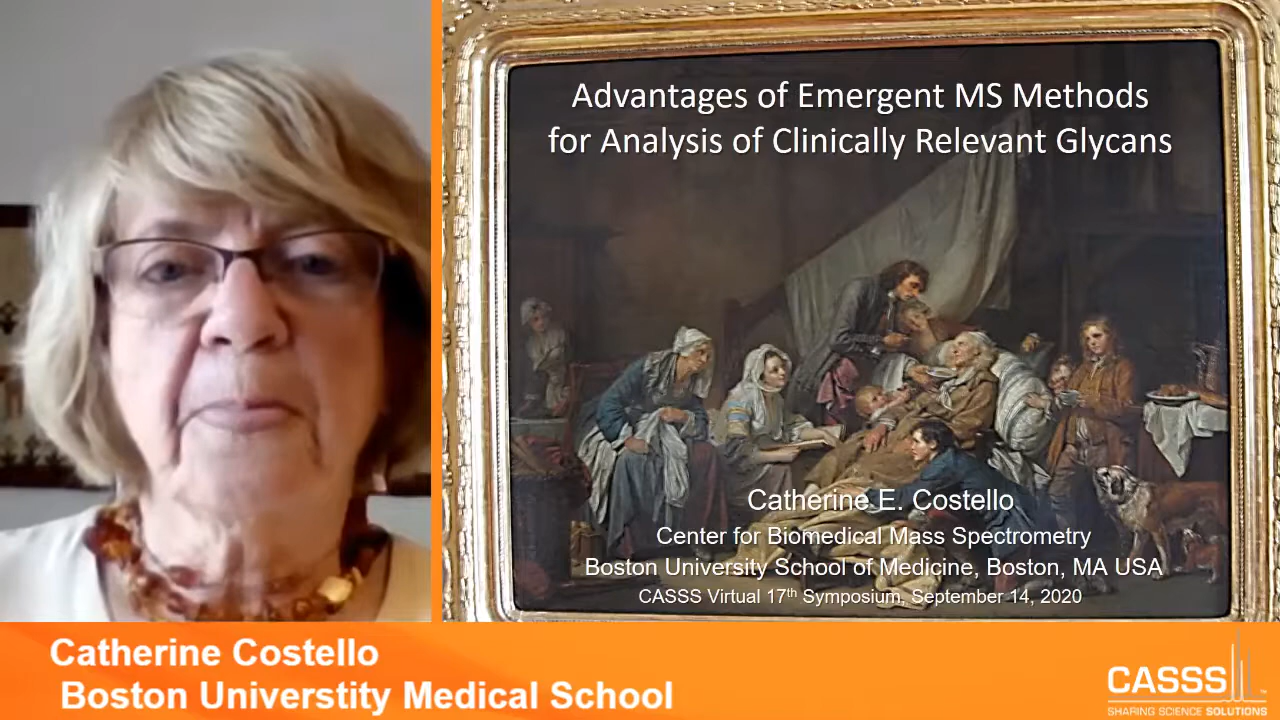 Advantages of Emergent MS Methods
for Analysis of Clinically Relevant Glycans
Catherine E. Costello
Center for Biomedical Mass Spectrometry
Boston University School of Medicine, Boston, MA USA
CASSS Virtual 17th Symposium, September 14, 2020
Catherine Costello
Boston Universtity Medical School
CASSS
SHARING SCIENCE SOLUTIONS